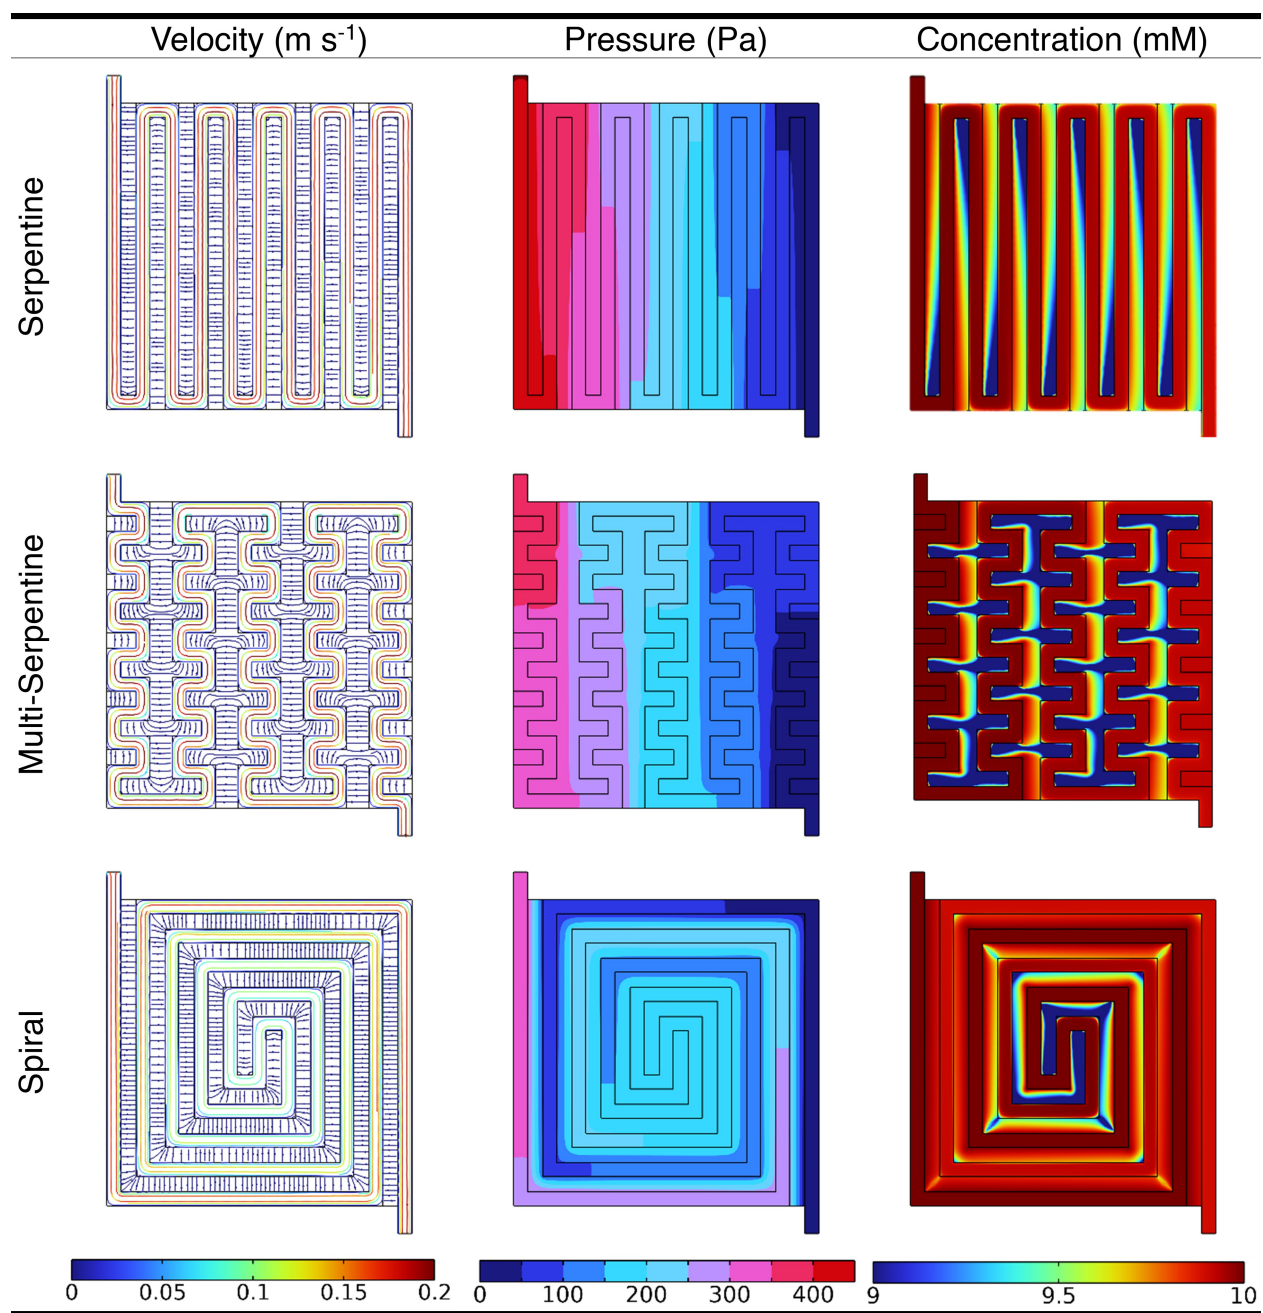 Velocity (m s-1) Pressure (Pa) Concentration (mM)
Serpentine
Multi-Serpentine
Spiral
0 0.05 0.1 0.15 0.2 0 100 200 300 400 9 9.5 10